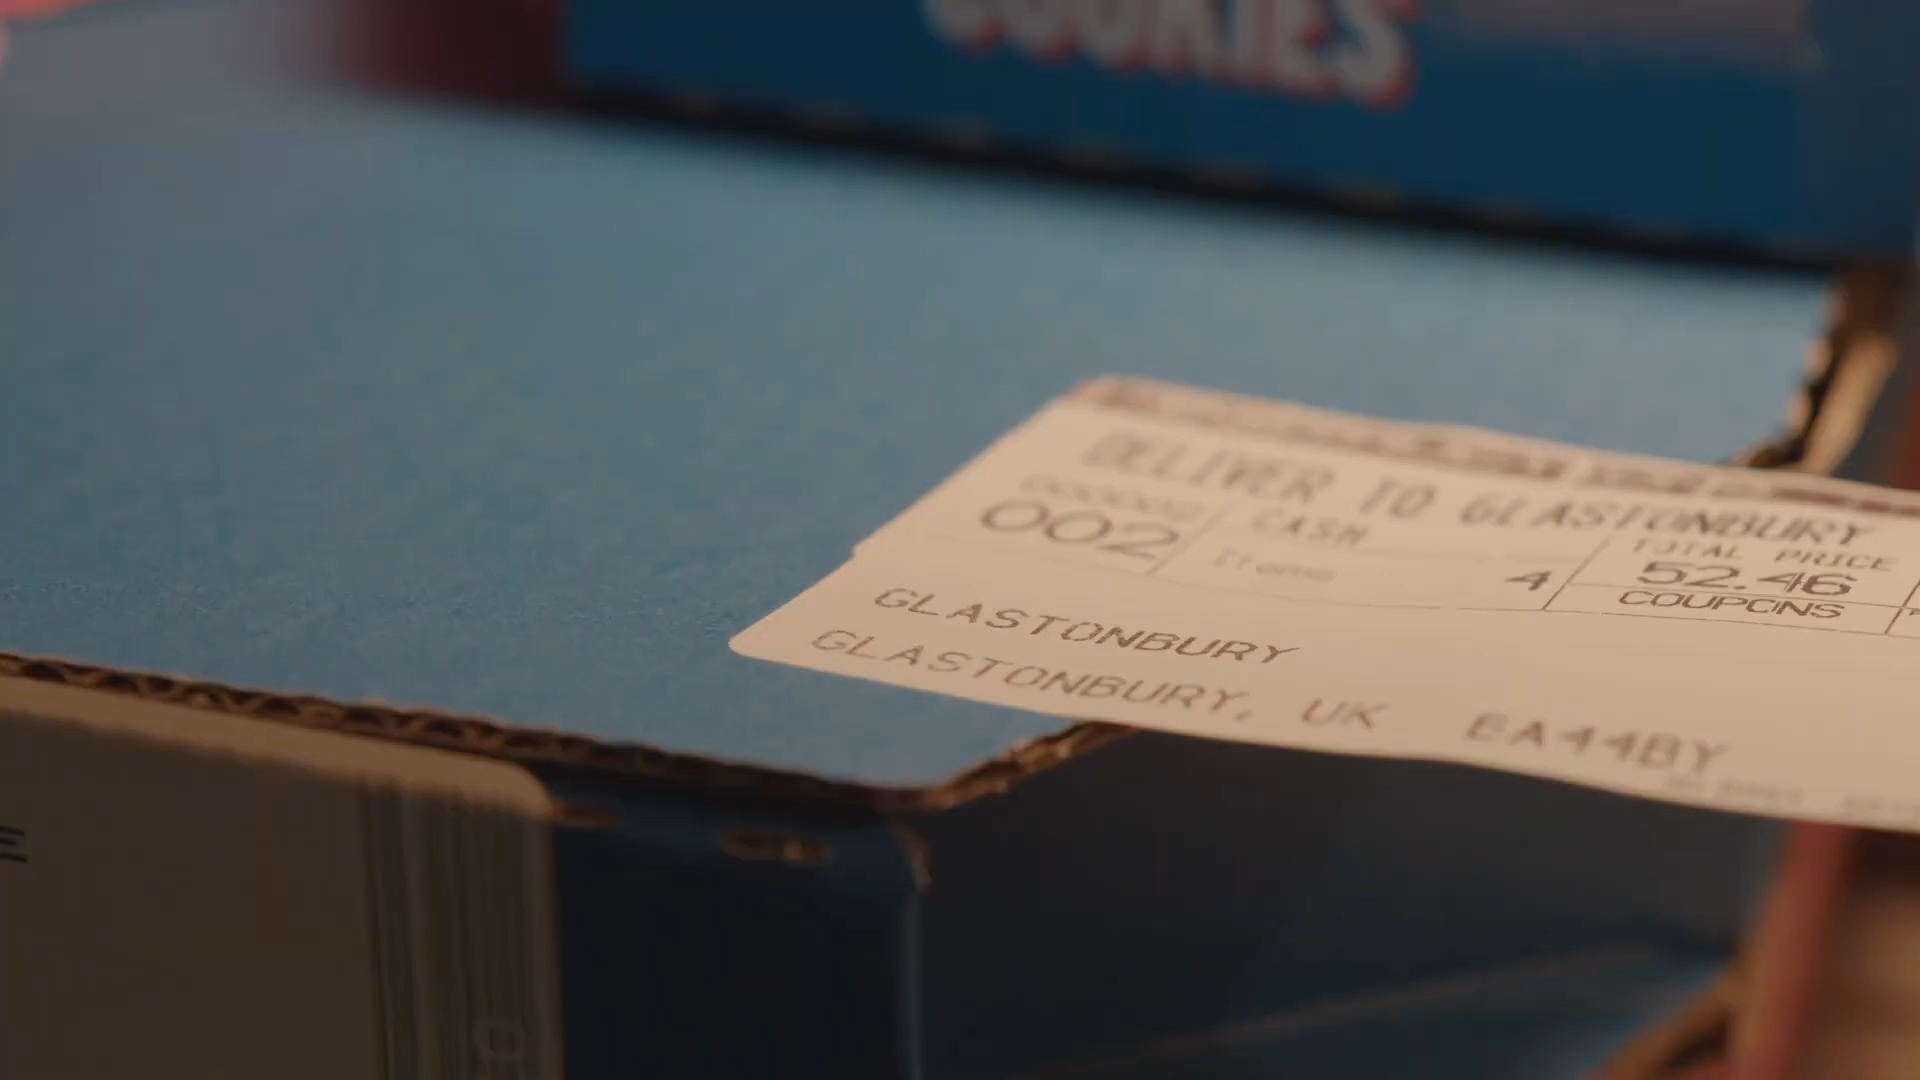 COOKIES
DELIVER TO GLASTONBURY
002
CASH
Items 4
TOTAL PRICE
52.46
COUPONS
GLASTONBURY
GLASTONBURY, UK BA44BY
E